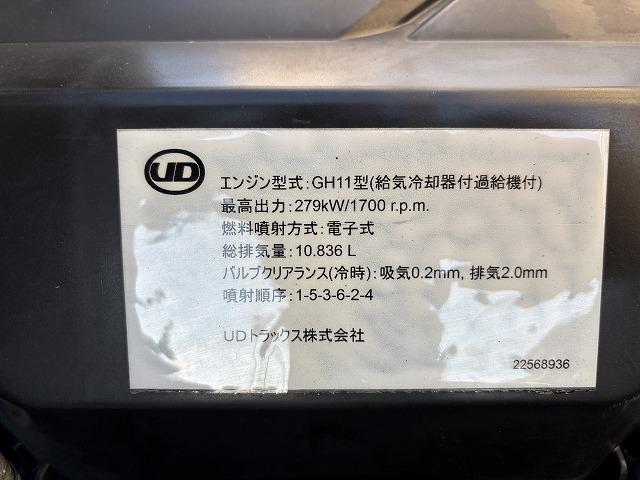 UD
エンジン型式:GH11型(給気冷却器付過給機付)
最高出力:279kW/1700 r.p.m.
燃料噴射方式:電子式
総排気量:10.836 L
バルブクリアランス(冷時):吸気0.2mm, 排気2.0mm
噴射順序:1-5-3-6-2-4
UDトラックス株式会社
22568936